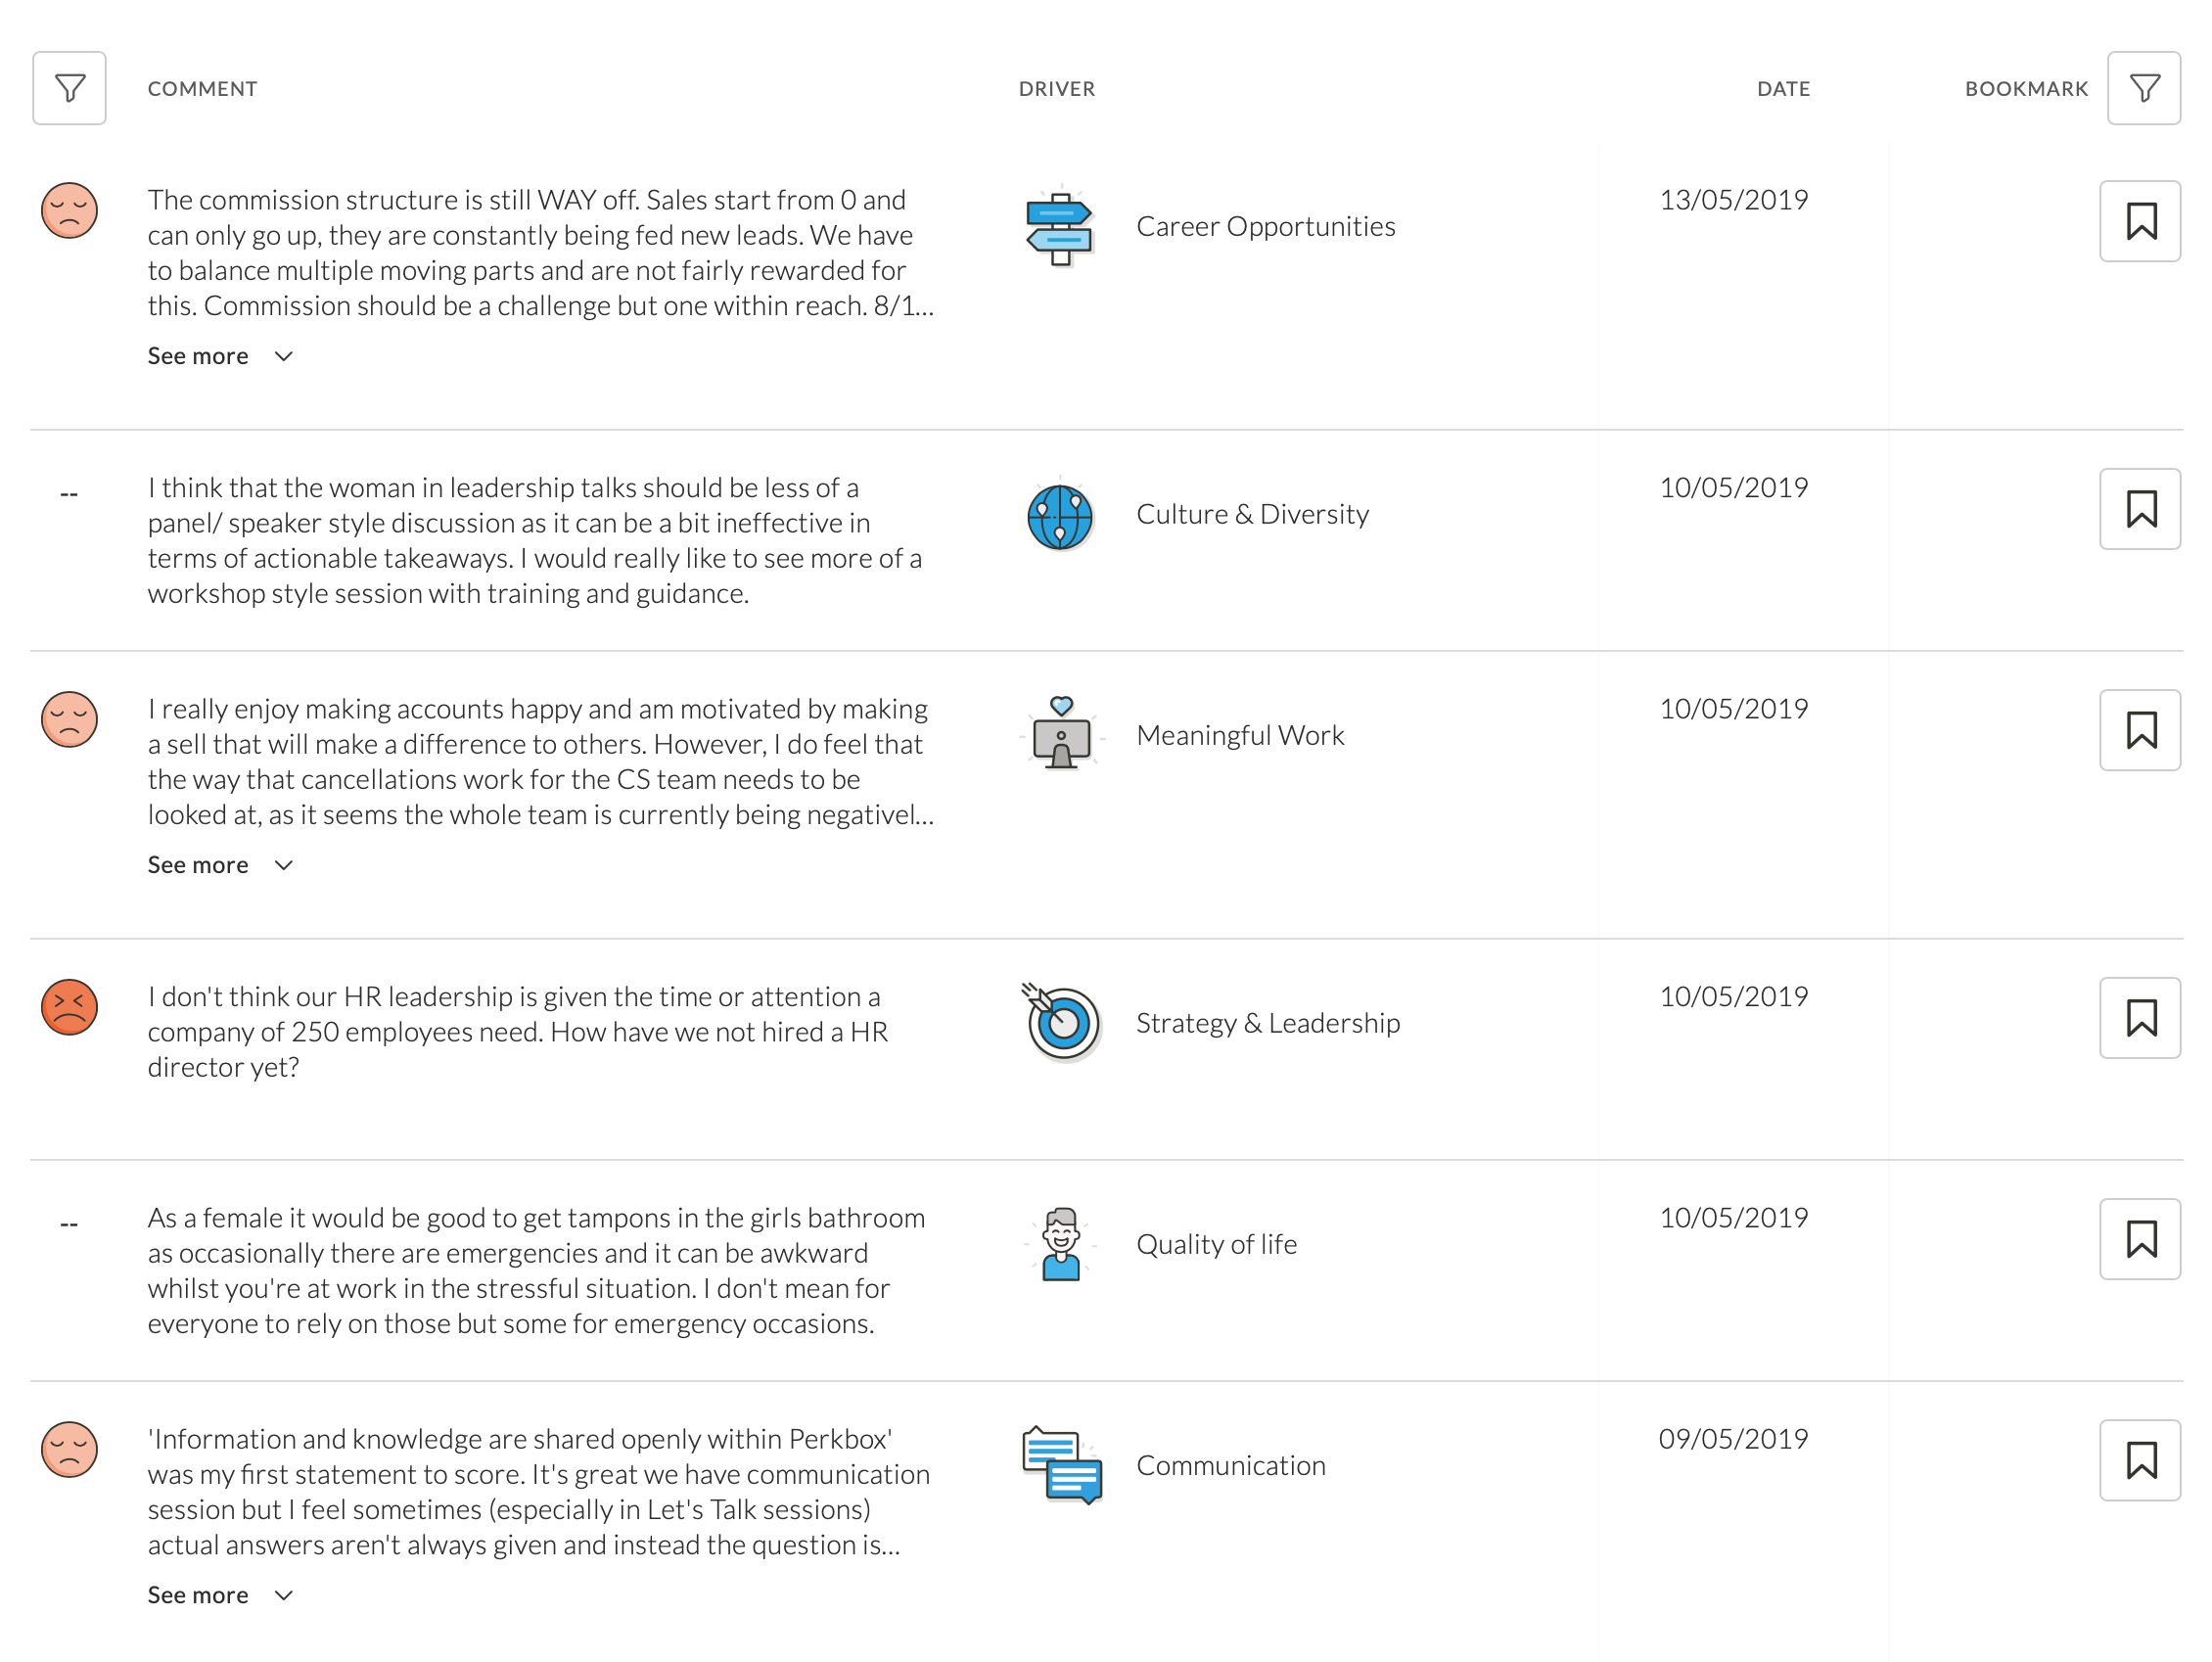 COMMENT DRIVER DATE BOOKMARK
The commission structure is still WAY off. Sales start from 0 and
can only go up, they are constantly being fed new leads. We have
to balance multiple moving parts and are not fairly rewarded for
this. Commission should be a challenge but one within reach. 8/1...
See more
Career Opportunities
13/05/2019
--
I think that the woman in leadership talks should be less of a
panel/ speaker style discussion as it can be a bit ineffective in
terms of actionable takeaways. I would really like to see more of a
workshop style session with training and guidance.
Culture & Diversity
10/05/2019
I really enjoy making accounts happy and am motivated by making
a sell that will make a difference to others. However, I do feel that
the way that cancellations work for the CS team needs to be
looked at, as it seems the whole team is currently being negativel...
See more
Meaningful Work
10/05/2019
I don't think our HR leadership is given the time or attention a
company of 250 employees need. How have we not hired a HR
director yet?
Strategy & Leadership
10/05/2019
--
As a female it would be good to get tampons in the girls bathroom
as occasionally there are emergencies and it can be awkward
whilst you're at work in the stressful situation. I don't mean for
everyone to rely on those but some for emergency occasions.
Quality of life
10/05/2019
'Information and knowledge are shared openly within Perkbox'
was my first statement to score. It's great we have communication
session but I feel sometimes (especially in Let's Talk sessions)
actual answers aren't always given and instead the question is...
See more
Communication
09/05/2019